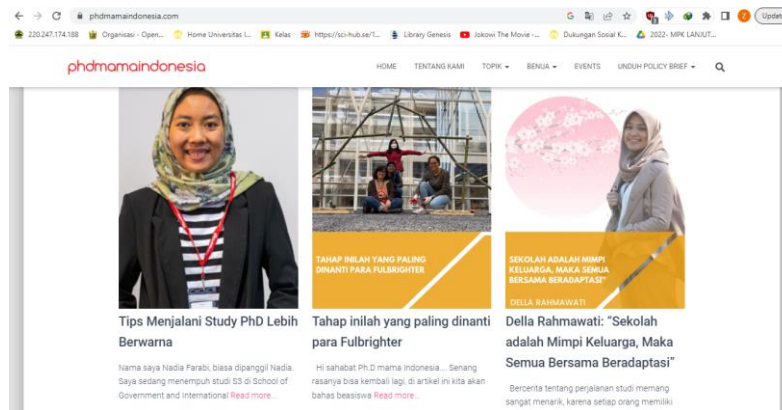 phdmamaindonesia.com
Updat
220.247.174.188 Organisasi - Open... Home Universitas I... Kelas https://sci-hub.se/1... Library Genesis Jokowi The Movie -... Dukungan Sosial K... 2022- MPK LANJUT...
phdmamaindonesia HOME TENTANG KAMI TOPIK BENUA EVENTS UNDUH POLICY BRIEF
TAHAP INILAH YANG PALING
DINANTI PARA FULBRIGHTER
SEKOLAH ADALAH MIMPI
KELUARGA, MAKA SEMUA
BERSAMA BERADAPTASI"
DELLA RAHMAWATI
Tips Menjalani Study PhD Lebih
Berwarna
Nama saya Nadia Farabi, biasa dipanggil Nadia.
Saya sedang menempuh studi S3 di School of
Government and International Read more...
Tahap inilah yang paling dinanti
para Fulbrighter
Hi sahabat Ph.D mama Indonesia... Senang
rasanya bisa kembali lagi, di artikel ini kita akan
bahas beasiswa Read more...
Della Rahmawati: "Sekolah
adalah Mimpi Keluarga, Maka
Semua Bersama Beradaptasi"
Bercerita tentang perjalanan studi memang
sangat menarik, karena setiap orang memiliki